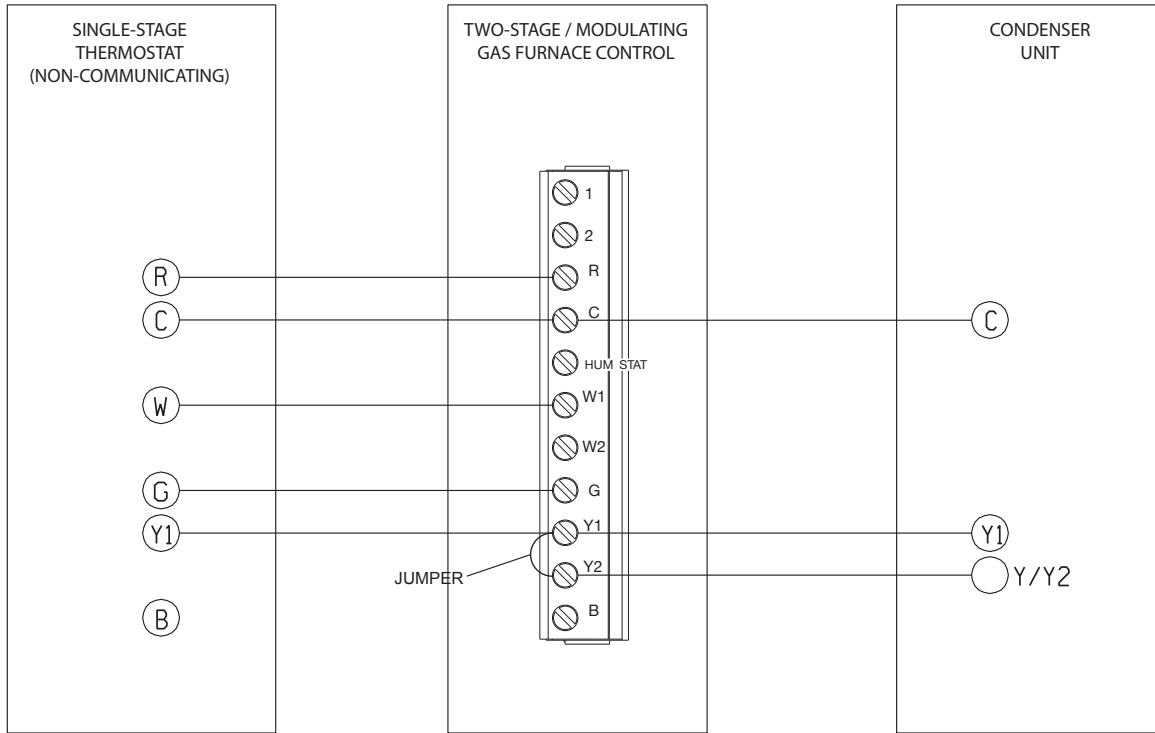 SINGLE-STAGE
THERMOSTAT
(NON-COMMUNICATING)
TWO-STAGE / MODULATING
GAS FURNACE CONTROL
CONDENSER
UNIT
1
2
R
R
C
C
C
HUM STAT
W
W1
W2
G
G
Y1
Y1
Y1
JUMPER
Y2
Y/Y2
B
B